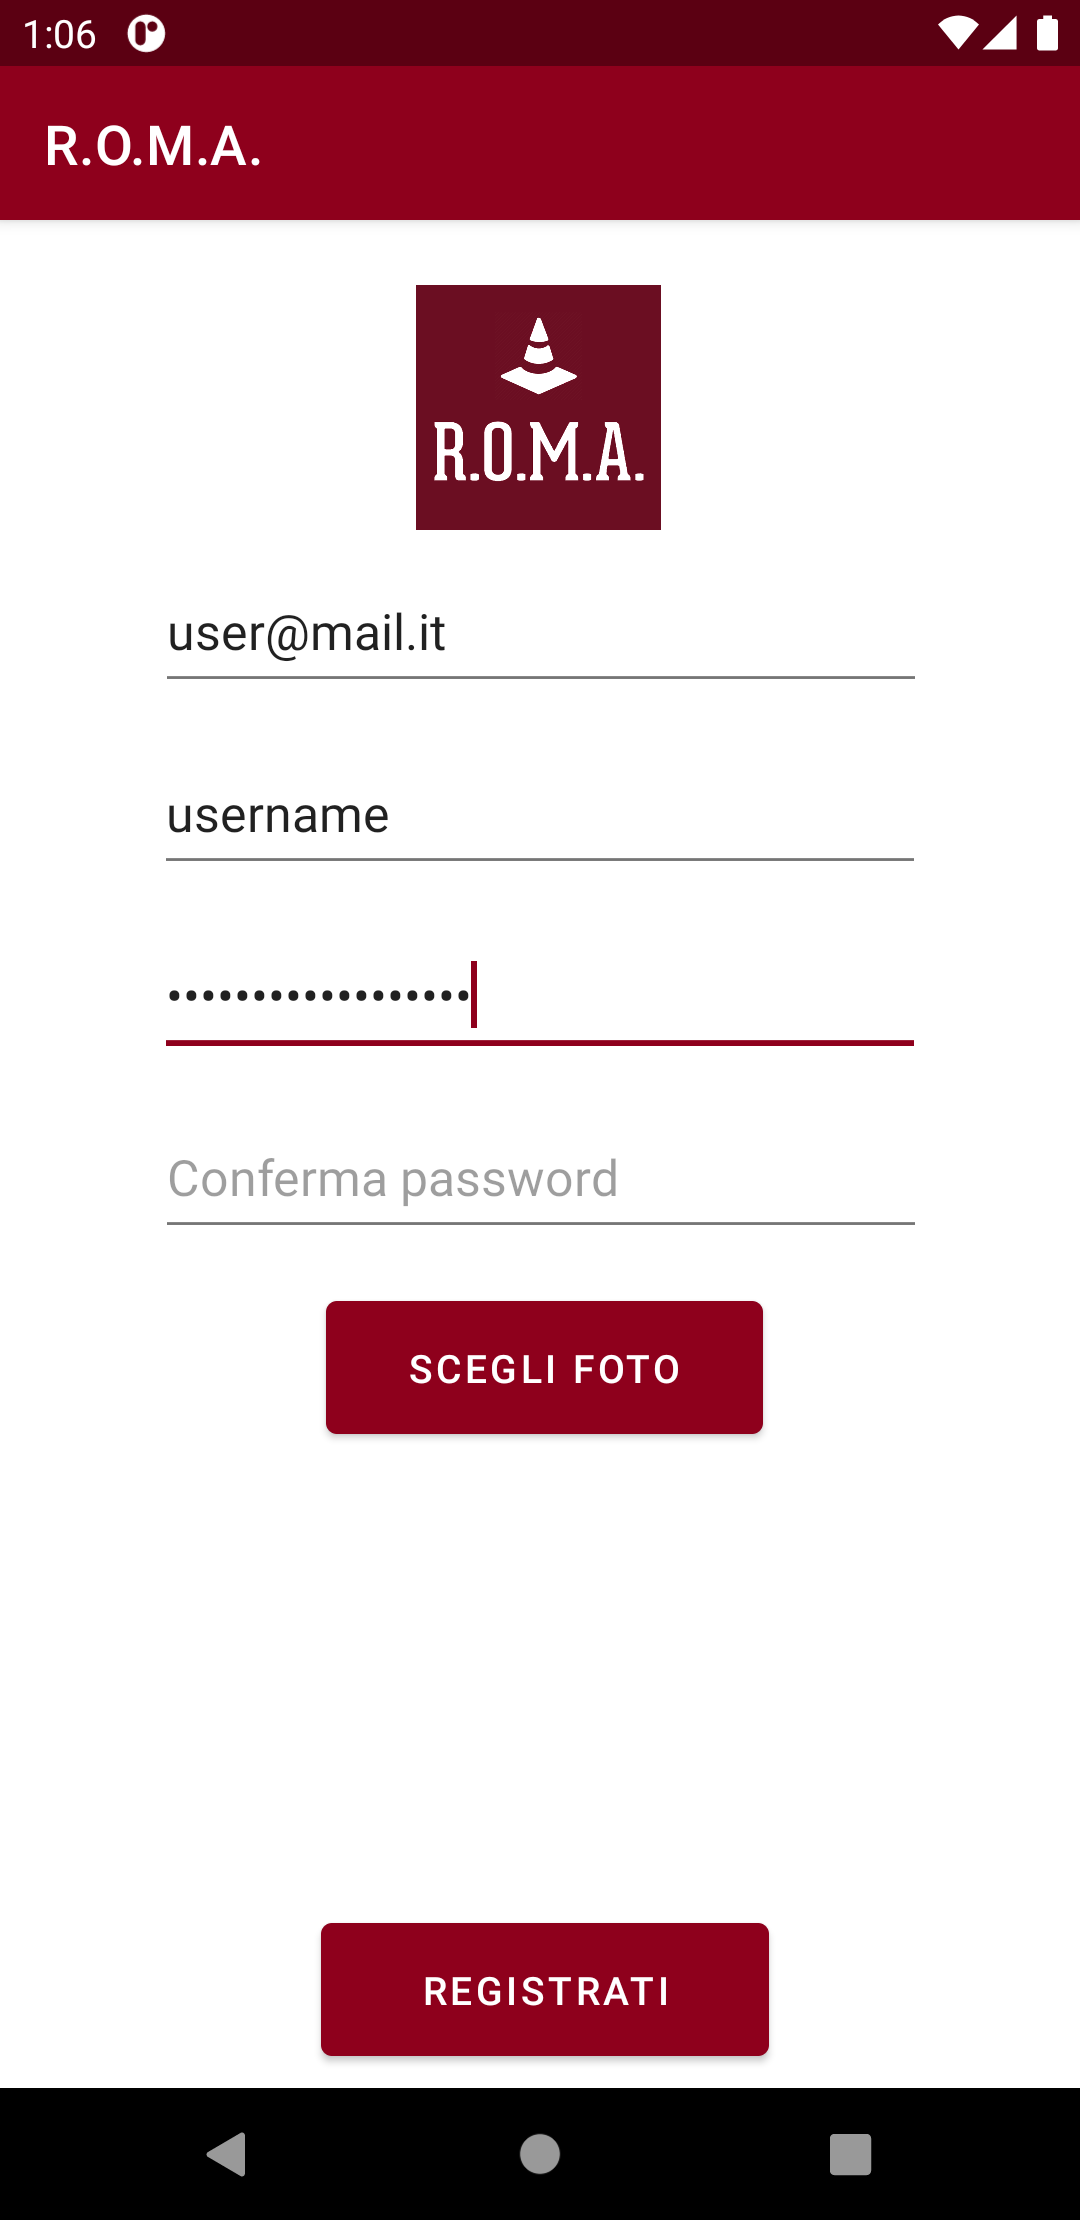 1:06
R.O.M.A.
R.O.M.A.
user@mail.it
username
••••••••••••••••••
Conferma password
SCEGLI FOTO
REGISTRATI